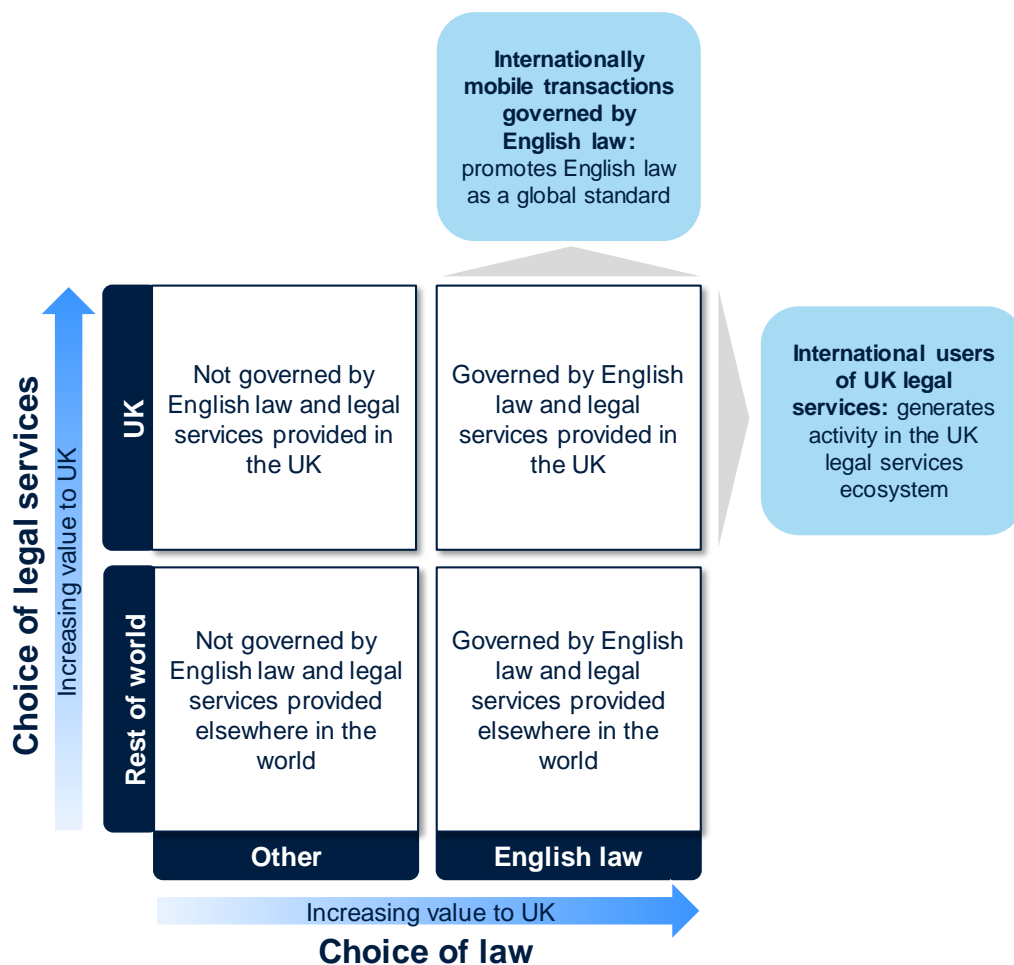 Internationally
mobile transactions
governed by
English law:
promotes English law
as a global standard
Choice of legal services
Increasing value to UK
UK
Not governed by
English law and legal
services provided in
the UK
Governed by English
law and legal
services provided in
the UK
International users
of UK legal
services: generates
activity in the UK
legal services
ecosystem
Rest of world
Not governed by
English law and legal
services provided
elsewhere in the
world
Governed by English
law and legal
services provided
elsewhere in the
world
Other
English law
Increasing value to UK
Choice of law